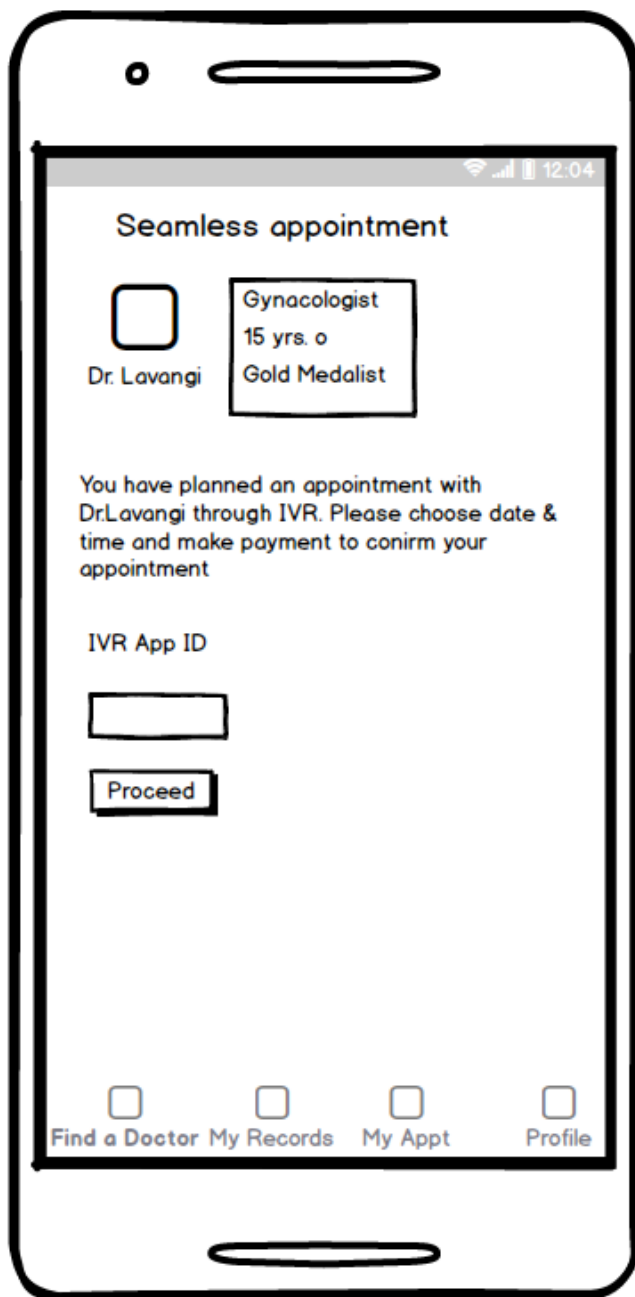 12:04
Seamless appointment
Gynacologist
15 yrs. o
Gold Medalist
Dr. Lavangi
You have planned an appointment with
Dr.Lavangi through IVR. Please choose date &
time and make payment to conirm your
appointment
IVR App ID
Proceed
Find a Doctor My Records My Appt Profile